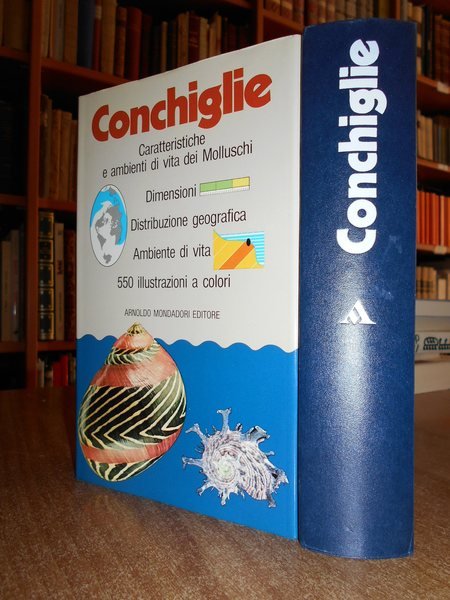 Conchiglie
Caratteristiche
e ambienti di vita dei Molluschi
Dimensioni
Distribuzione geografica
Ambiente di vita
550 illustrazioni a colori
ARNOLDO MONDADORI EDITORE
Conchiglie